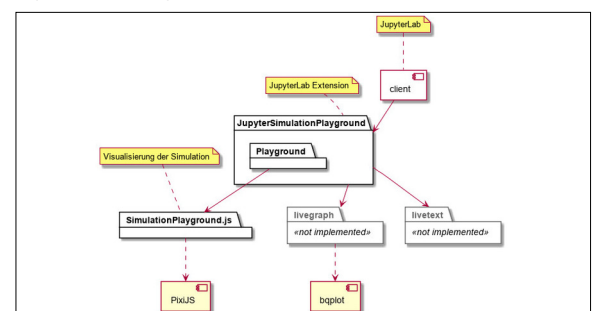 JupyterLab
client
JupyterLab Extension
JupyterSimulationPlayground
Playground
Visualisierung der Simulation
SimulationPlayground.js
livegraph
«not implemented»
livetext
«not implemented»
PixiJS
bqplot